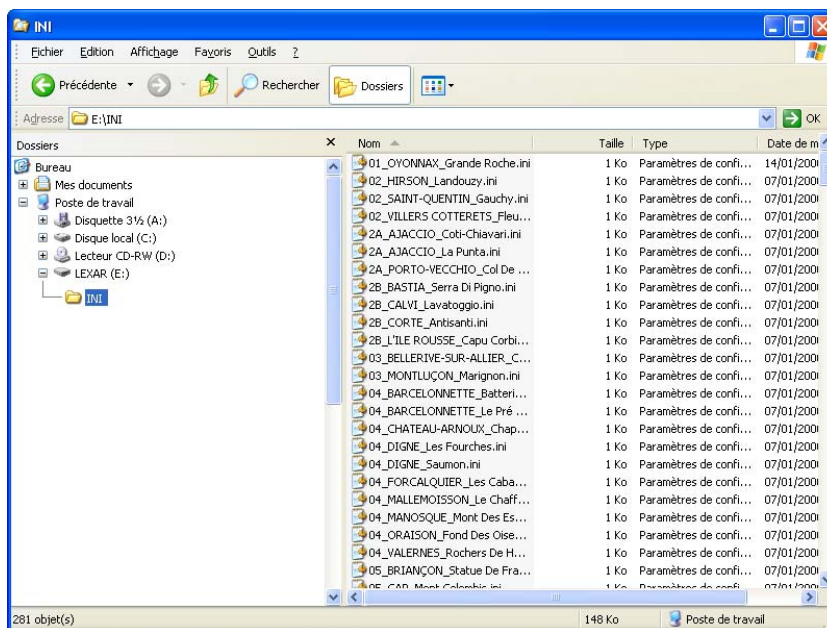 INI
Fichier Edition Affichage Favoris Outils ?
Précédente Rechercher Dossiers
Adresse E:\INI OK
Dossiers
Bureau
Mes documents
Poste de travail
Disquette 3½ (A:)
Disque local (C:)
Lecteur CD-RW (D:)
LEXAR (E:)
INI
Nom Taille Type Date de m
01_OYONNAX_Grande Roche.ini 1 Ko Paramètres de confi... 14/01/200
02_HIRSON_Landouzy.ini 1 Ko Paramètres de confi... 07/01/200
02_SAINT-QUENTIN_Gauchy.ini 1 Ko Paramètres de confi... 07/01/200
02_VILLERS COTTERETS_Fleu... 1 Ko Paramètres de confi... 07/01/200
2A_AJACCIO_Coti-Chiavari.ini 1 Ko Paramètres de confi... 07/01/200
2A_AJACCIO_La Punta.ini 1 Ko Paramètres de confi... 07/01/200
2A_PORTO-VECCHIO_Col De ... 1 Ko Paramètres de confi... 07/01/200
2B_BASTIA_Serra Di Pigno.ini 1 Ko Paramètres de confi... 07/01/200
2B_CALVI_Lavatoggio.ini 1 Ko Paramètres de confi... 07/01/200
2B_CORTE_Antisanti.ini 1 Ko Paramètres de confi... 07/01/200
2B_L'ILE ROUSSE_Capu Corbi... 1 Ko Paramètres de confi... 07/01/200
03_BELLERIVE-SUR-ALLIER_C... 1 Ko Paramètres de confi... 07/01/200
03_MONTLUÇON_Marignon.ini 1 Ko Paramètres de confi... 07/01/200
04_BARCELONNETTE_Batteri... 1 Ko Paramètres de confi... 07/01/200
04_BARCELONNETTE_Le Pré ... 1 Ko Paramètres de confi... 07/01/200
04_CHATEAU-ARNOUX_Chap... 1 Ko Paramètres de confi... 07/01/200
04_DIGNE_Les Fourches.ini 1 Ko Paramètres de confi... 07/01/200
04_DIGNE_Saumon.ini 1 Ko Paramètres de confi... 07/01/200
04_FORCALQUIER_Les Caba... 1 Ko Paramètres de confi... 07/01/200
04_MALLEMOISSON_Le Chaff... 1 Ko Paramètres de confi... 07/01/200
04_MANOSQUE_Mont Des Es... 1 Ko Paramètres de confi... 07/01/200
04_ORAISON_Fond Des Oise... 1 Ko Paramètres de confi... 07/01/200
04_VALERNES_Rochers De H... 1 Ko Paramètres de confi... 07/01/200
05_BRIANÇON_Statue De Fra... 1 Ko Paramètres de confi... 07/01/200
05_GAP_Mont Colombis.ini 1 Ko Paramètres de confi... 07/01/200
281 objet(s) 148 Ko Poste de travail